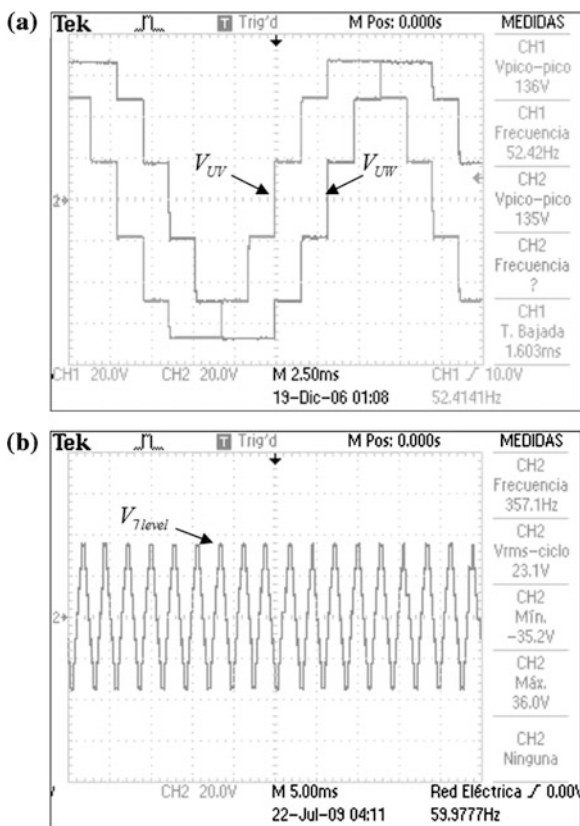 (a)
Tek
T Trig'd
M Pos: 0.000s
MEDIDAS
CH1
Vpico-pico
136V
CH1
Frecuencia
52.42Hz
CH2
Vpico-pico
135V
CH2
Frecuencia
?
CH1
T. Bajada
1.603ms
V_UV
V_UW
2
CH1 20.0V CH2 20.0V M 2.50ms CH1 10.0V
19-Dic-06 01:08 52.4141Hz
(b)
Tek
T Trig'd
M Pos: 0.000s
MEDIDAS
CH2
Frecuencia
357.1Hz
CH2
Vrms-ciclo
23.1V
CH2
Mín.
-35.2V
CH2
Máx.
36.0V
CH2
Ninguna
V_7level
2
CH2 20.0V M 5.00ms Red Eléctrica 0.00V
22-Jul-09 04:11 59.9777Hz